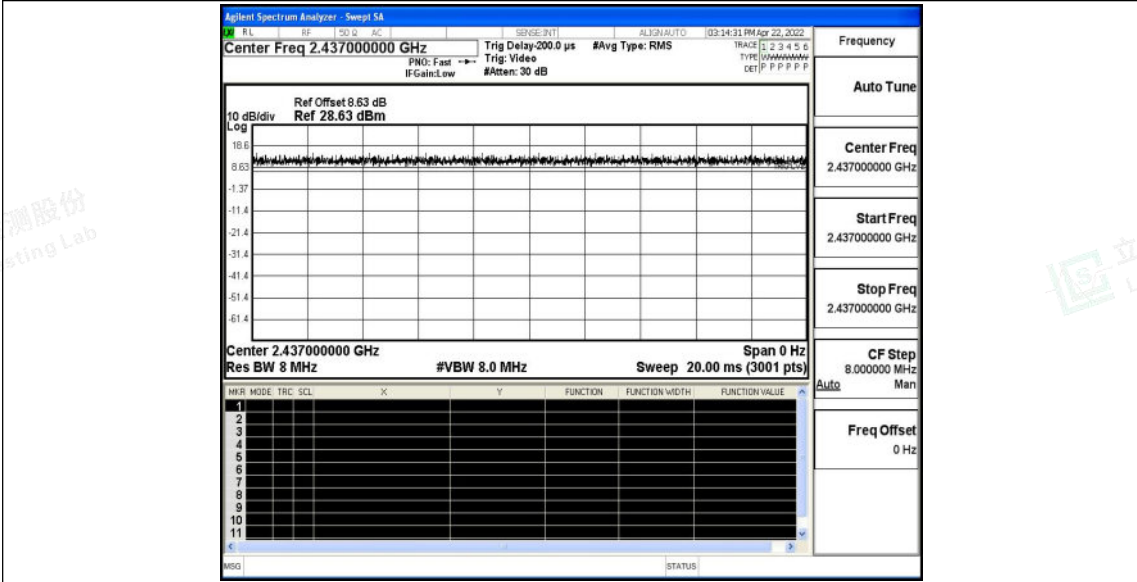 Agilent Spectrum Analyzer - Swept SA
RL RF 50 Ω AC SENSE:INT ALIGN AUTO 03:14:31 PM Apr 22, 2022
Center Freq 2.437000000 GHz
Trig Delay-200.0 µs #Avg Type: RMS
TRACE 1 2 3 4 5 6
PNO: Fast Trig: Video
TYPE
IFGain:Low #Atten: 30 dB
DET P P P P P P
Frequency
Auto Tune
Ref Offset 8.63 dB
10 dB/div Ref 28.63 dBm
Log
18.6
8.63
-1.37
-11.4
-21.4
-31.4
-41.4
-51.4
-61.4
Center Freq
2.437000000 GHz
Start Freq
2.437000000 GHz
Stop Freq
2.437000000 GHz
CF Step
8.000000 MHz
Auto Man
Freq Offset
0 Hz
Center 2.437000000 GHz Span 0 Hz
Res BW 8 MHz #VBW 8.0 MHz Sweep 20.00 ms (3001 pts)
MKR MODE TRC SCL X Y FUNCTION FUNCTION WIDTH FUNCTION VALUE
1
2
3
4
5
6
7
8
9
10
11
MSG STATUS
测股份
sting Lab
立
L